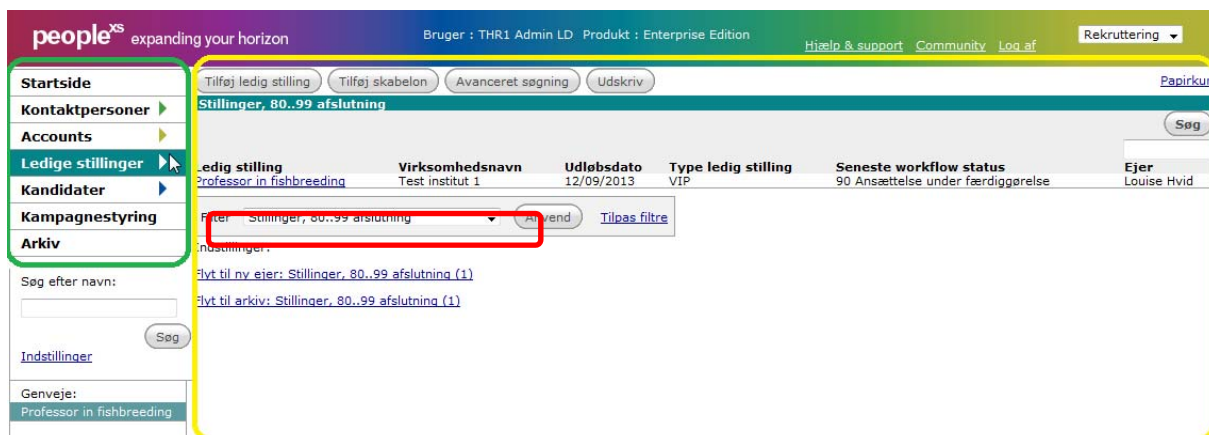 peoplexs expanding your horizon
Bruger : THR1 Admin LD Produkt : Enterprise Edition
Hjælp & support Community Log af
Rekruttering
Startside
Kontaktpersoner
Accounts
Ledige stillinger
Kandidater
Kampagnestyring
Arkiv
Søg efter navn:
Søg
Indstillinger
Genveje:
Professor in fishbreeding
Tilføj ledig stilling Tilføj skabelon Avanceret søgning Udskriv
Papirkur
Stillinger, 80..99 afslutning
Søg
Ledig stilling Virksomhedsnavn Udløbsdato Type ledig stilling Seneste workflow status Ejer
Professor in fishbreeding Test institut 1 12/09/2013 VIP 90 Ansættelse under færdiggørelse Louise Hvid
Filter Stillinger, 80..99 afslutning Anvend Tilpas filtre
Indstillinger:
Flyt til ny ejer: Stillinger, 80..99 afslutning (1)
Flyt til arkiv: Stillinger, 80..99 afslutning (1)